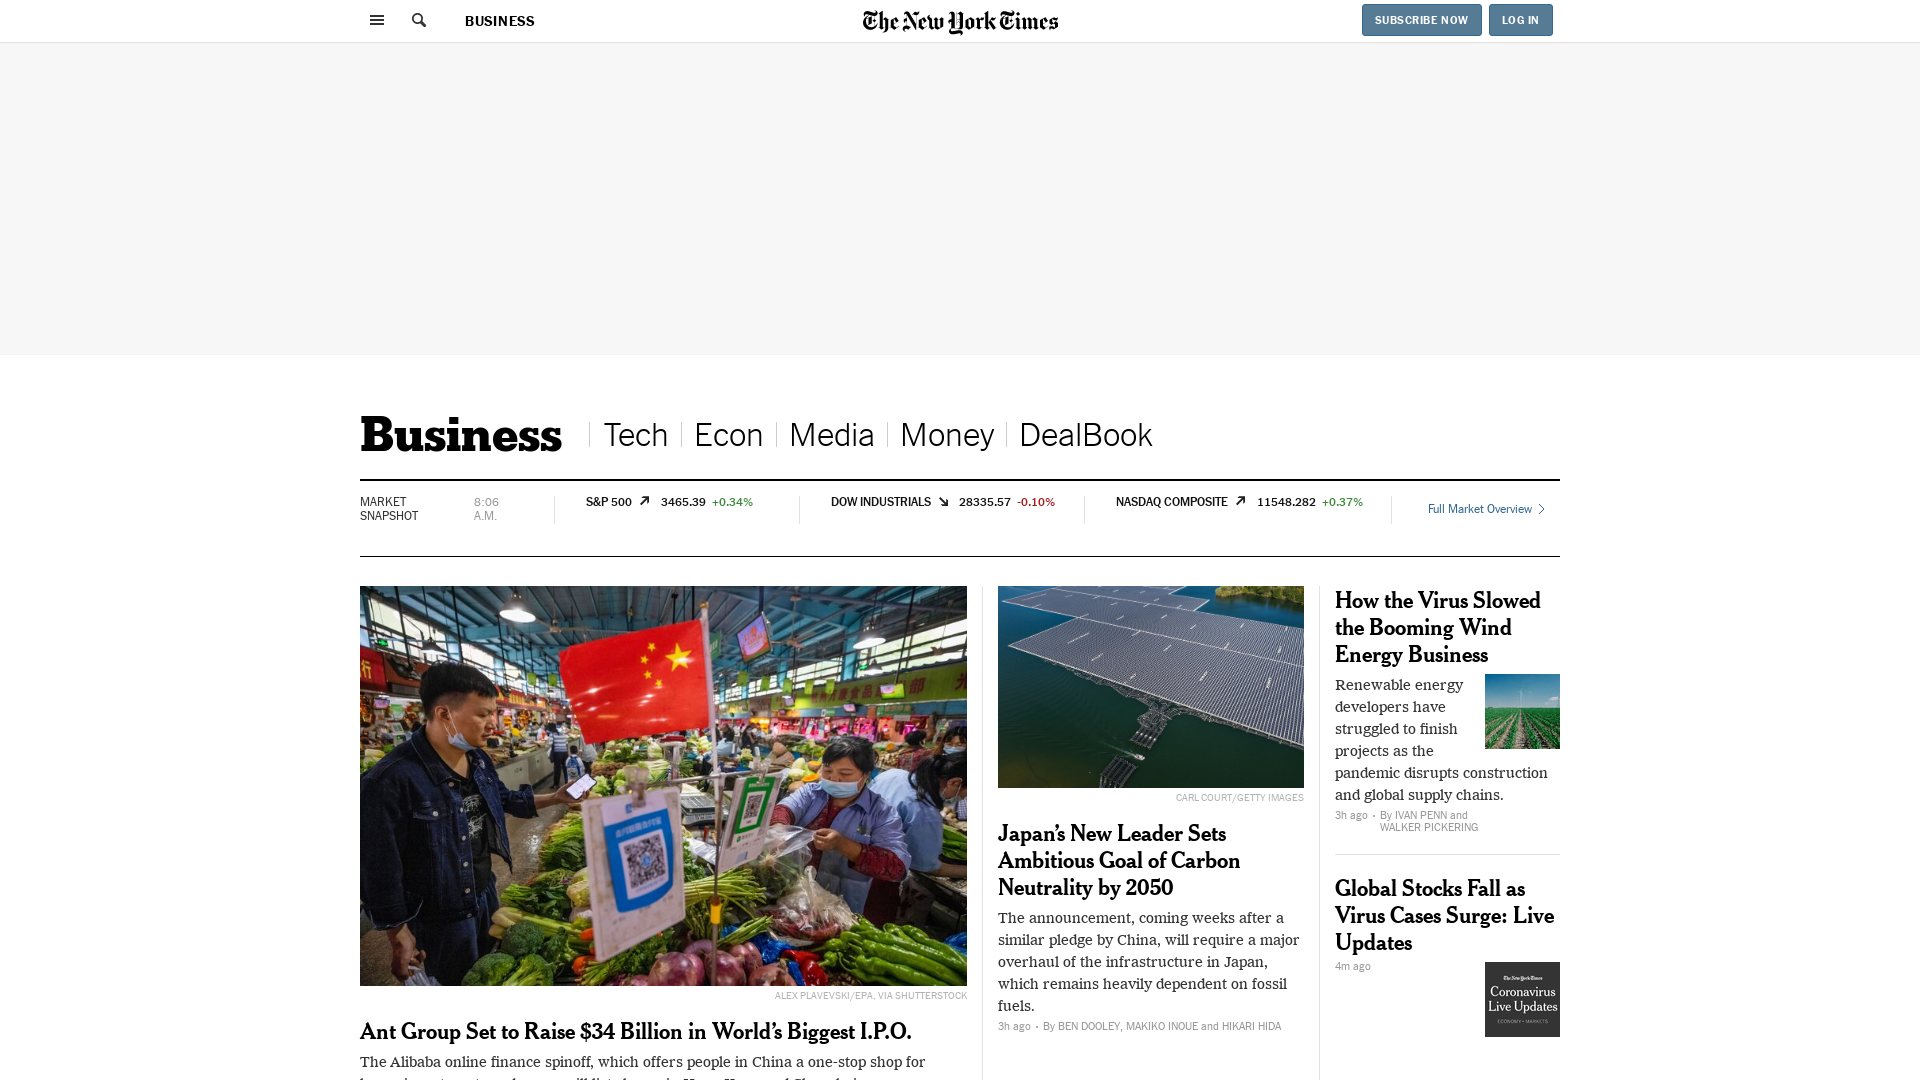 BUSINESS
The New York Times
SUBSCRIBE NOW
LOG IN
Business
Tech
Econ
Media
Money
DealBook
MARKET
SNAPSHOT
8:06
A.M.
S&P 500 3465.39 +0.34%
DOW INDUSTRIALS 28335.57 -0.10%
NASDAQ COMPOSITE 11548.282 +0.37%
Full Market Overview
ALEX PLAVEVSKI/EPA, VIA SHUTTERSTOCK
Ant Group Set to Raise $34 Billion in World’s Biggest I.P.O.
The Alibaba online finance spinoff, which offers people in China a one-stop shop for
CARL COURT/GETTY IMAGES
Japan’s New Leader Sets
Ambitious Goal of Carbon
Neutrality by 2050
The announcement, coming weeks after a
similar pledge by China, will require a major
overhaul of the infrastructure in Japan,
which remains heavily dependent on fossil
fuels.
3h ago · By BEN DOOLEY, MAKIKO INOUE and HIKARI HIDA
How the Virus Slowed
the Booming Wind
Energy Business
Renewable energy
developers have
struggled to finish
projects as the
pandemic disrupts construction
and global supply chains.
3h ago · By IVAN PENN and
WALKER PICKERING
Global Stocks Fall as
Virus Cases Surge: Live
Updates
4m ago
The New York Times
Coronavirus
Live Updates
ECONOMY + MARKETS